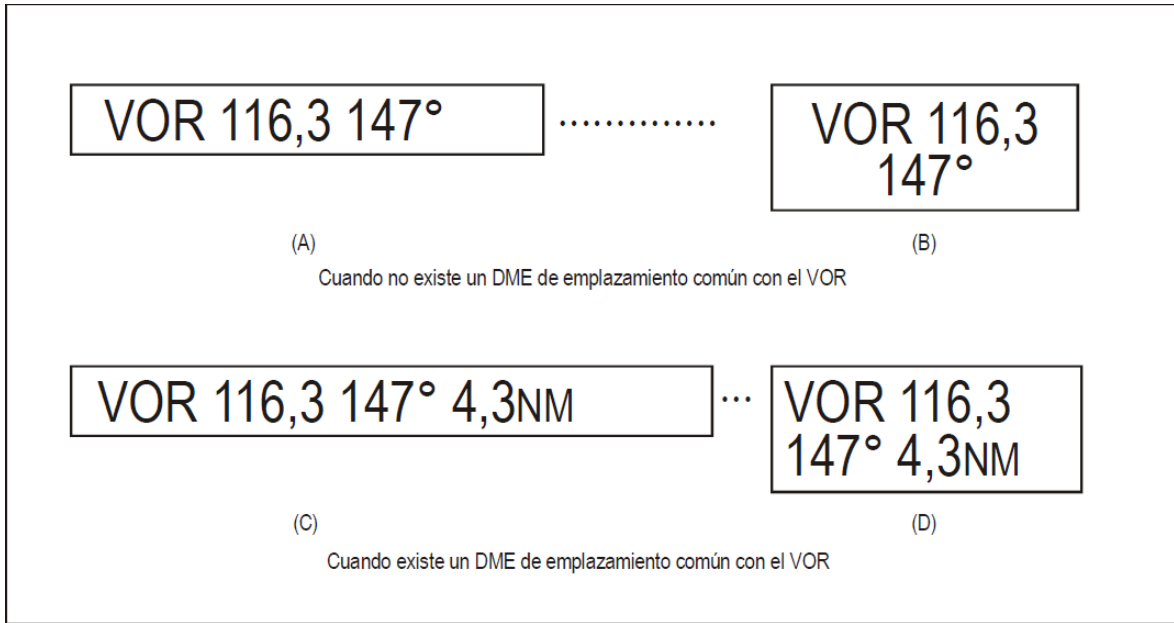 VOR 116,3 147° .............. VOR 116,3
147°
(A) (B)
Cuando no existe un DME de emplazamiento común con el VOR
VOR 116,3 147° 4,3NM ... VOR 116,3
147° 4,3NM
(C) (D)
Cuando existe un DME de emplazamiento común con el VOR